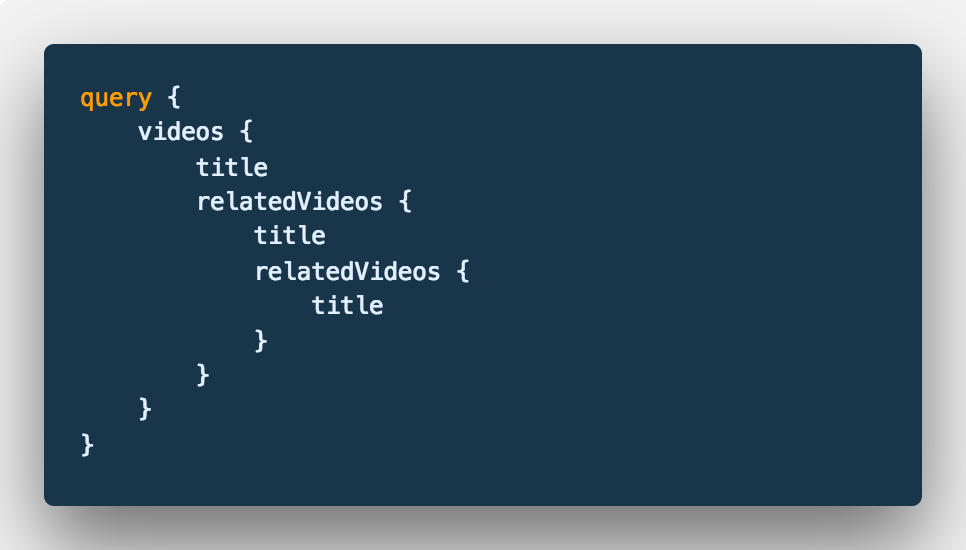 query {
    videos {
        title
        relatedVideos {
            title
            relatedVideos {
                title
            }
        }
    }
}